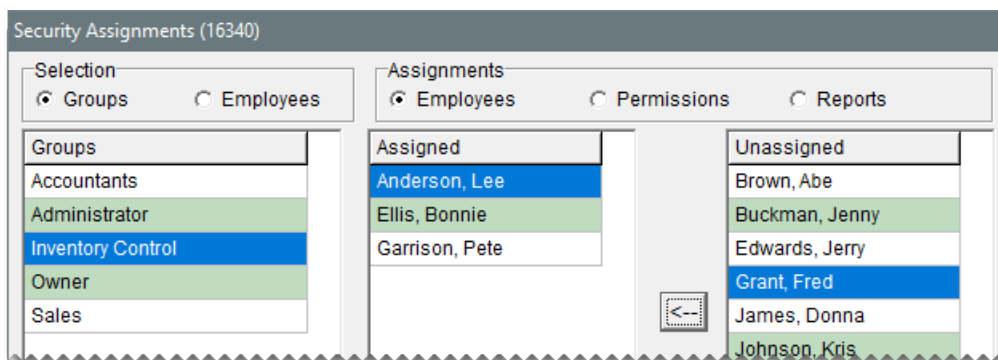 Security Assignments (16340)
Selection
Groups
Employees
Assignments
Employees
Permissions
Reports
Groups
Accountants
Administrator
Inventory Control
Owner
Sales
Assigned
Anderson, Lee
Ellis, Bonnie
Garrison, Pete
<--
Unassigned
Brown, Abe
Buckman, Jenny
Edwards, Jerry
Grant, Fred
James, Donna
Johnson, Kris